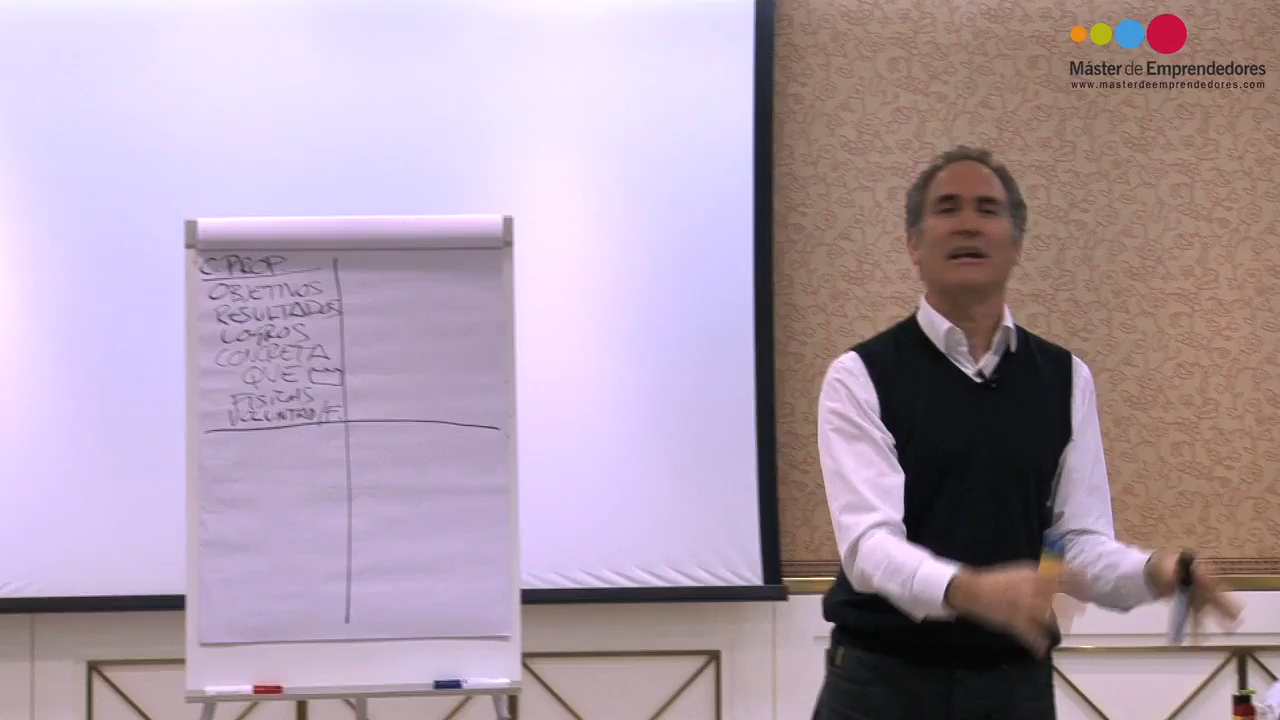 C. PROP
OBJETIVOS
RESULTADOS
LOGROS
CONCRETA
QUE
FISICAS
Máster de Emprendedores
www.masterdeemprendedores.com